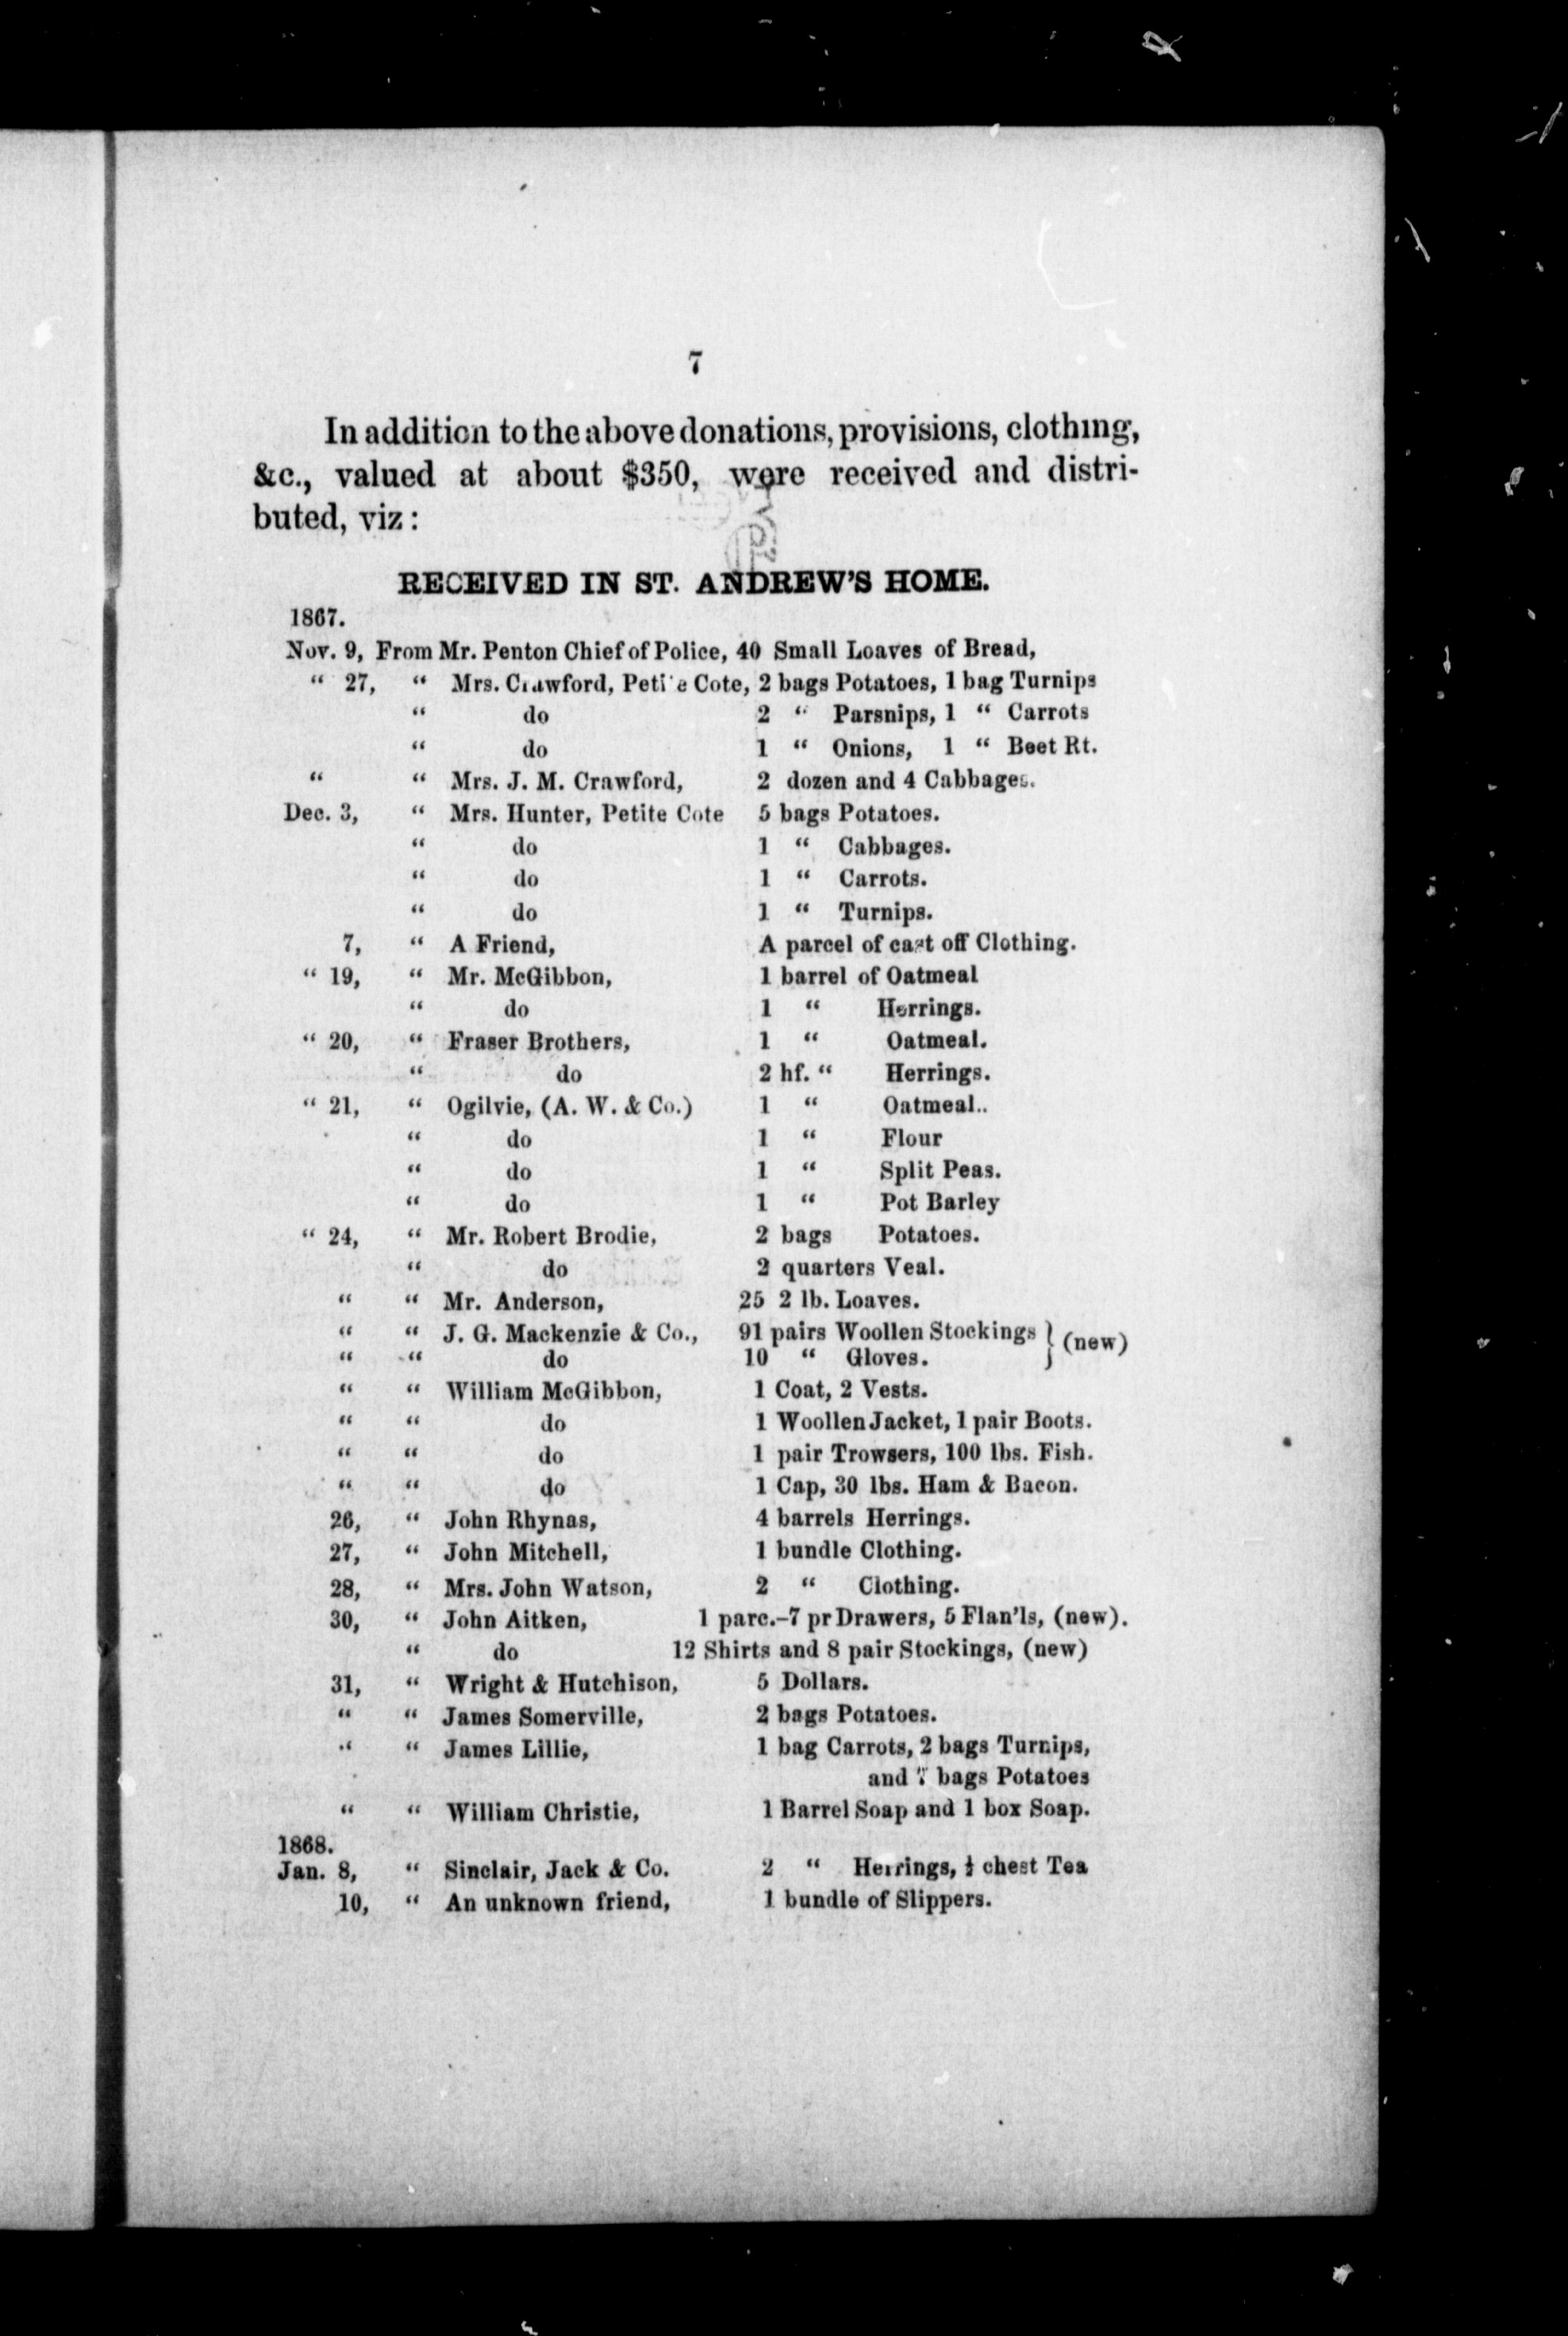 7
In addition to the above donations, provisions, clothing,
&c., valued at about $350, were received and distri-
buted, viz:
RECEIVED IN ST. ANDREW'S HOME.
1867.
Nov. 9, From Mr. Penton Chief of Police, 40 Small Loaves of Bread,
" 27, " Mrs. Crawford, Petite Cote, 2 bags Potatoes, 1 bag Turnips
" do 2 " Parsnips, 1 " Carrots
" do 1 " Onions, 1 " Beet Rt.
" " Mrs. J. M. Crawford, 2 dozen and 4 Cabbages.
Dec. 3, " Mrs. Hunter, Petite Cote 5 bags Potatoes.
" do 1 " Cabbages.
" do 1 " Carrots.
" do 1 " Turnips.
7, " A Friend, A parcel of cast off Clothing.
" 19, " Mr. McGibbon, 1 barrel of Oatmeal
" do 1 " Herrings.
" 20, " Fraser Brothers, 1 " Oatmeal.
" do 2 hf. " Herrings.
" 21, " Ogilvie, (A. W. & Co.) 1 " Oatmeal..
" do 1 " Flour
" do 1 " Split Peas.
" do 1 " Pot Barley
" 24, " Mr. Robert Brodie, 2 bags Potatoes.
" do 2 quarters Veal.
" " Mr. Anderson, 25 2 lb. Loaves.
" " J. G. Mackenzie & Co., 91 pairs Woollen Stockings } (new)
" " do 10 " Gloves.
" " William McGibbon, 1 Coat, 2 Vests.
" " do 1 Woollen Jacket, 1 pair Boots.
" " do 1 pair Trowsers, 100 lbs. Fish.
" " do 1 Cap, 30 lbs. Ham & Bacon.
26, " John Rhynas, 4 barrels Herrings.
27, " John Mitchell, 1 bundle Clothing.
28, " Mrs. John Watson, 2 " Clothing.
30, " John Aitken, 1 parc.-7 pr Drawers, 5 Flan'ls, (new).
" do 12 Shirts and 8 pair Stockings, (new)
31, " Wright & Hutchison, 5 Dollars.
" " James Somerville, 2 bags Potatoes.
" " James Lillie, 1 bag Carrots, 2 bags Turnips,
and bags Potatoes
" " William Christie, 1 Barrel Soap and 1 box Soap.
1868.
Jan. 8, " Sinclair, Jack & Co. 2 " Herrings, ½ chest Tea
10, " An unknown friend, 1 bundle of Slippers.